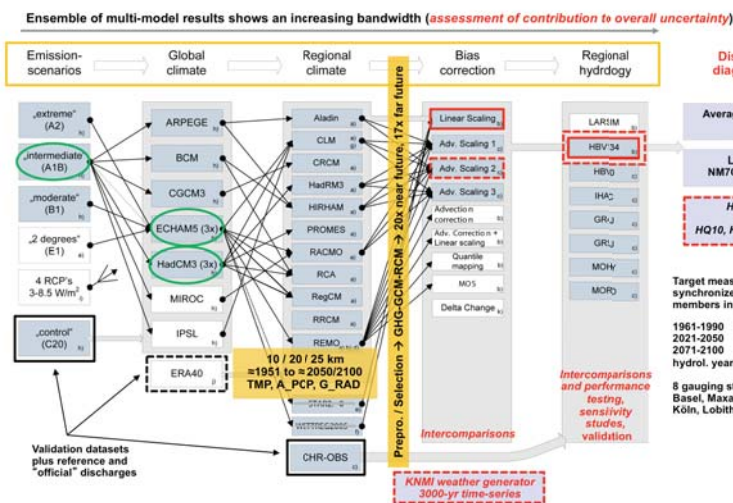 Ensemble of multi-model results shows an increasing bandwidth (assessment of contribution to overall uncertainty)
Emission-
scenarios
Global
climate
Regional
climate
Bias
correction
Regional
hydrology
„extreme“
(A2)
„intermediate“
(A1B)
„moderate“
(B1)
„2 degrees“
(E1)
4 RCP's
3-8.5 W/m²
„control“
(C20)
ARPEGE
BCM
CGCM3
ECHAM5 (3x)
HadCM3 (3x)
MIROC
IPSL
ERA40
Aladin
CLM
CRCM
HadRM3
HIRHAM
PROMES
RACMO
RCA
RegCM
RRCM
REMO
10 / 20 / 25 km
≈1951 to ≈2050/2100
TMP, A_PCP, G_RAD
CHR-OBS
Prepro. / Selection → GHG-GCM-RCM → 20x near future, 17x far future
Linear Scaling
Adv. Scaling 1
Adv. Scaling 2
Adv. Scaling 3
Advection
correction
Adv. Correction +
Linear scaling
Quantile
mapping
MOS
Delta Change
Intercomparisons
LARSIM
HBV134
GR4J
Intercomparisons
and performance
testing,
sensitivity
studies,
validation
KNMI weather generator
3000-yr time-series
Validation datasets
plus reference and
"official" discharges
diag
Average
NM7Q
HQ10, H
Target meas
synchronize
members in
1961-1990
2021-2050
2071-2100
hydrol. year
8 gauging st
Basel, Maxa
Köln, Lobith